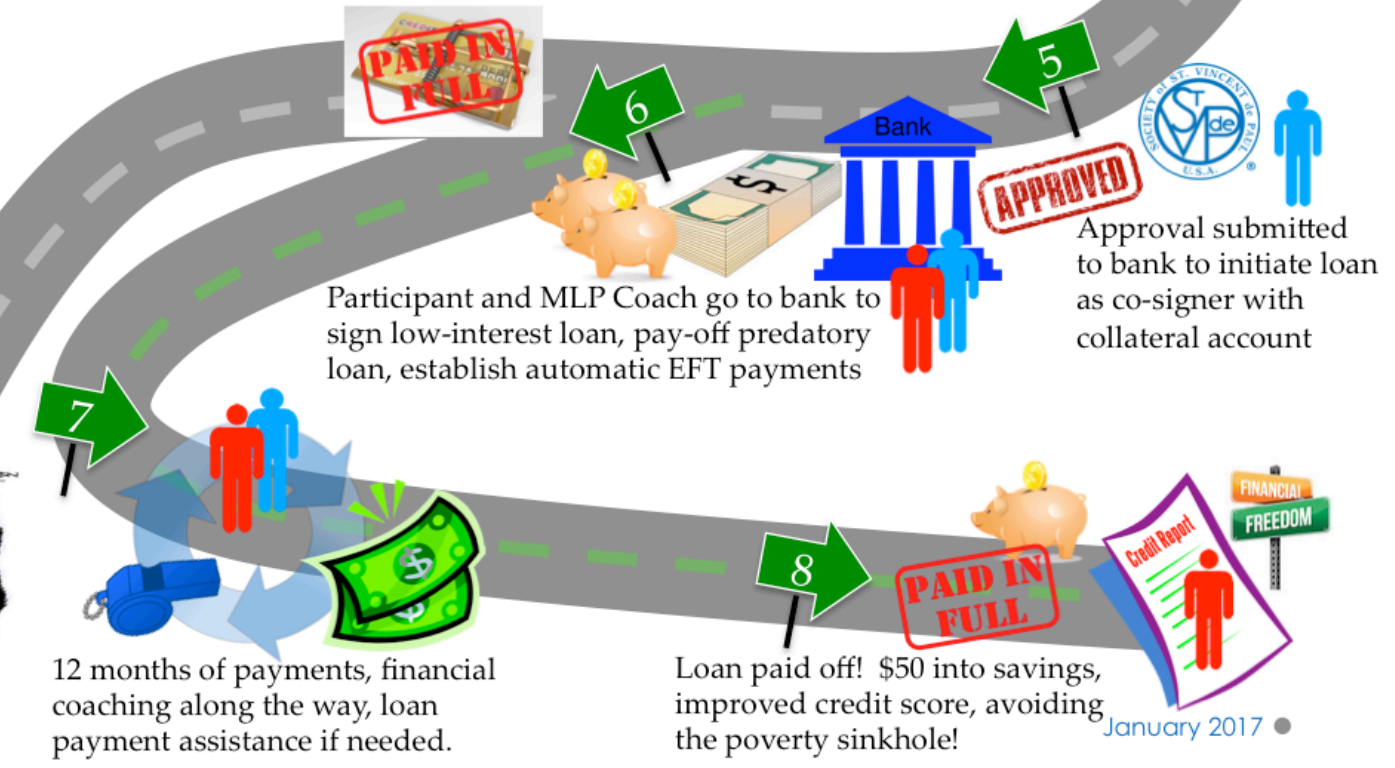 CREDIT
PAID IN
FULL
5
SOCIETY of ST. VINCENT de PAUL
U.S.A.
®
6
Bank
APPROVED
Approval submitted
to bank to initiate loan
as co-signer with
collateral account
Participant and MLP Coach go to bank to
sign low-interest loan, pay-off predatory
loan, establish automatic EFT payments
7
12 months of payments, financial
coaching along the way, loan
payment assistance if needed.
8
PAID IN
FULL
Credit Report
FINANCIAL
FREEDOM
Loan paid off!  $50 into savings,
improved credit score, avoiding
the poverty sinkhole!
January 2017